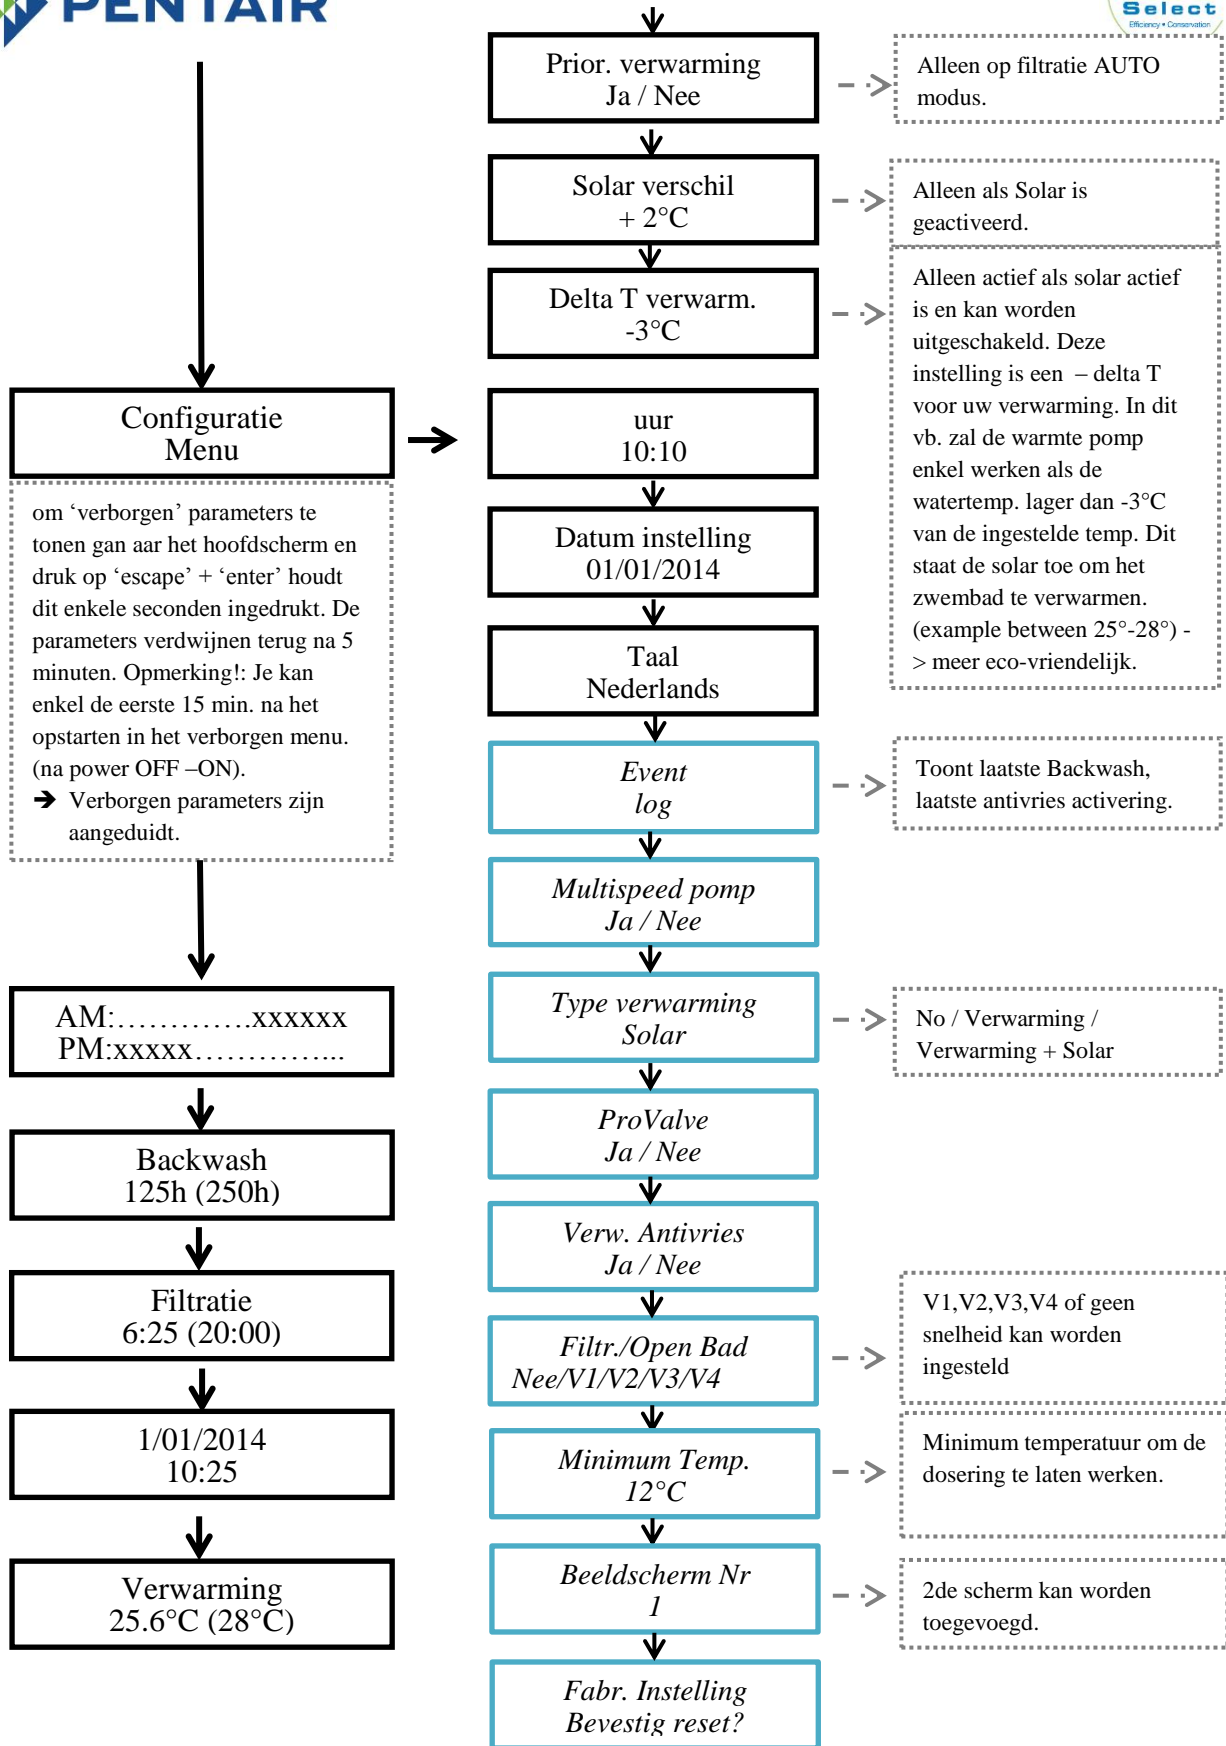 PENTAIR
Select
Efficiency • Conservation
Prior. verwarming
Ja / Nee
Alleen op filtratie AUTO
modus.
Solar verschil
+ 2°C
Alleen als Solar is
geactiveerd.
Delta T verwarm.
-3°C
Alleen actief als solar actief
is en kan worden
uitgeschakeld. Deze
instelling is een – delta T
voor uw verwarming. In dit
vb. zal de warmte pomp
enkel werken als de
watertemp. lager dan -3°C
van de ingestelde temp. Dit
staat de solar toe om het
zwembad te verwarmen.
(example between 25°-28°) -
> meer eco-vriendelijk.
Configuratie
Menu
om ‘verborgen’ parameters te
tonen gan aar het hoofdscherm en
druk op ‘escape’ + ‘enter’ houdt
dit enkele seconden ingedrukt. De
parameters verdwijnen terug na 5
minuten. Opmerking!: Je kan
enkel de eerste 15 min. na het
opstarten in het verborgen menu.
(na power OFF –ON).
➔ Verborgen parameters zijn
aangeduidt.
uur
10:10
Datum instelling
01/01/2014
Taal
Nederlands
Event
log
Toont laatste Backwash,
laatste antivries activering.
Multispeed pomp
Ja / Nee
Type verwarming
Solar
No / Verwarming /
Verwarming + Solar
ProValve
Ja / Nee
Verw. Antivries
Ja / Nee
Filtr./Open Bad
Nee/V1/V2/V3/V4
V1,V2,V3,V4 of geen
snelheid kan worden
ingesteld
Minimum Temp.
12°C
Minimum temperatuur om de
dosering te laten werken.
Beeldscherm Nr
1
2de scherm kan worden
toegevoegd.
Fabr. Instelling
Bevestig reset?
AM:………….xxxxxx
PM:xxxxx…………...
Backwash
125h (250h)
Filtratie
6:25 (20:00)
1/01/2014
10:25
Verwarming
25.6°C (28°C)